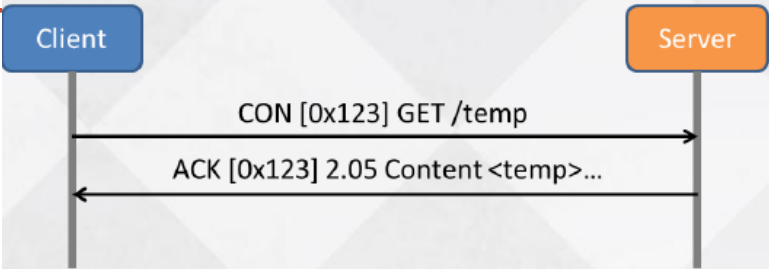 Client
Server
CON [0x123] GET /temp
ACK [0x123] 2.05 Content <temp>...